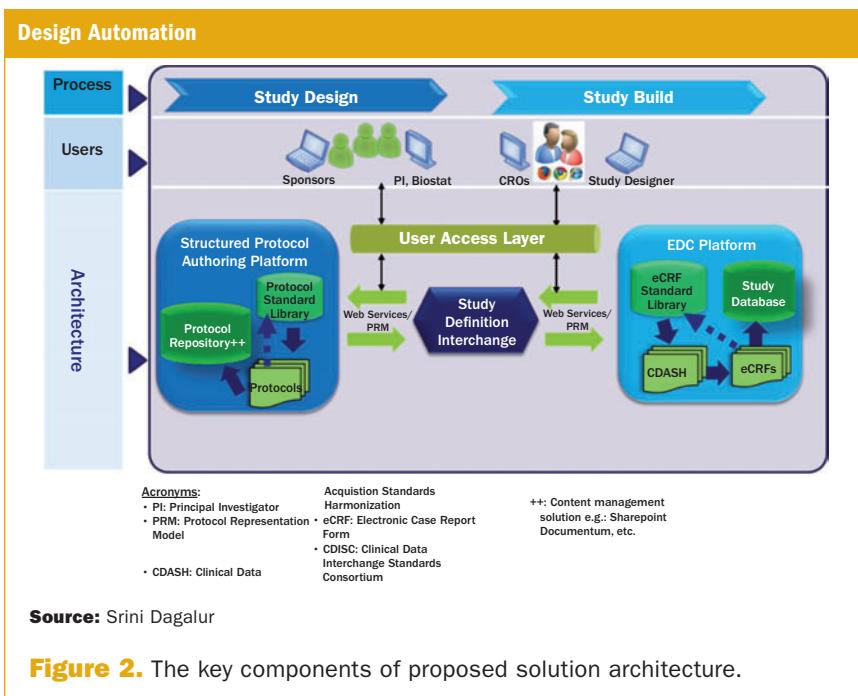 Design Automation
Process
Study Design
Study Build
Users
Sponsors
PI, Biostat
CROs
Study Designer
Architecture
User Access Layer
Structured Protocol
Authoring Platform
Protocol
Standard
Library
Protocol
Repository++
Protocols
Web Services/
PRM
Study
Definition
Interchange
Web Services/
PRM
EDC Platform
eCRF
Standard
Library
Study
Database
CDASH
eCRFs
Acronyms:
• PI: Principal Investigator
• PRM: Protocol Representation
Model
• CDASH: Clinical Data
Acquistion Standards
Harmonization
• eCRF: Electronic Case Report
Form
• CDISC: Clinical Data
Interchange Standards
Consortium
++: Content management
solution e.g.: Sharepoint
Documentum, etc.
Source: Srini Dagalur
Figure 2. The key components of proposed solution architecture.